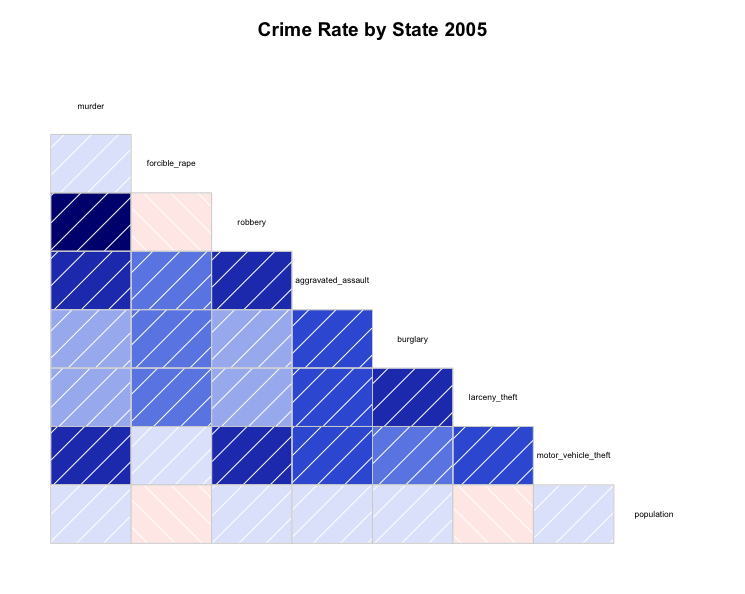 Crime Rate by State 2005
murder
forcible_rape
robbery
aggravated_assault
burglary
larceny_theft
motor_vehicle_theft
population